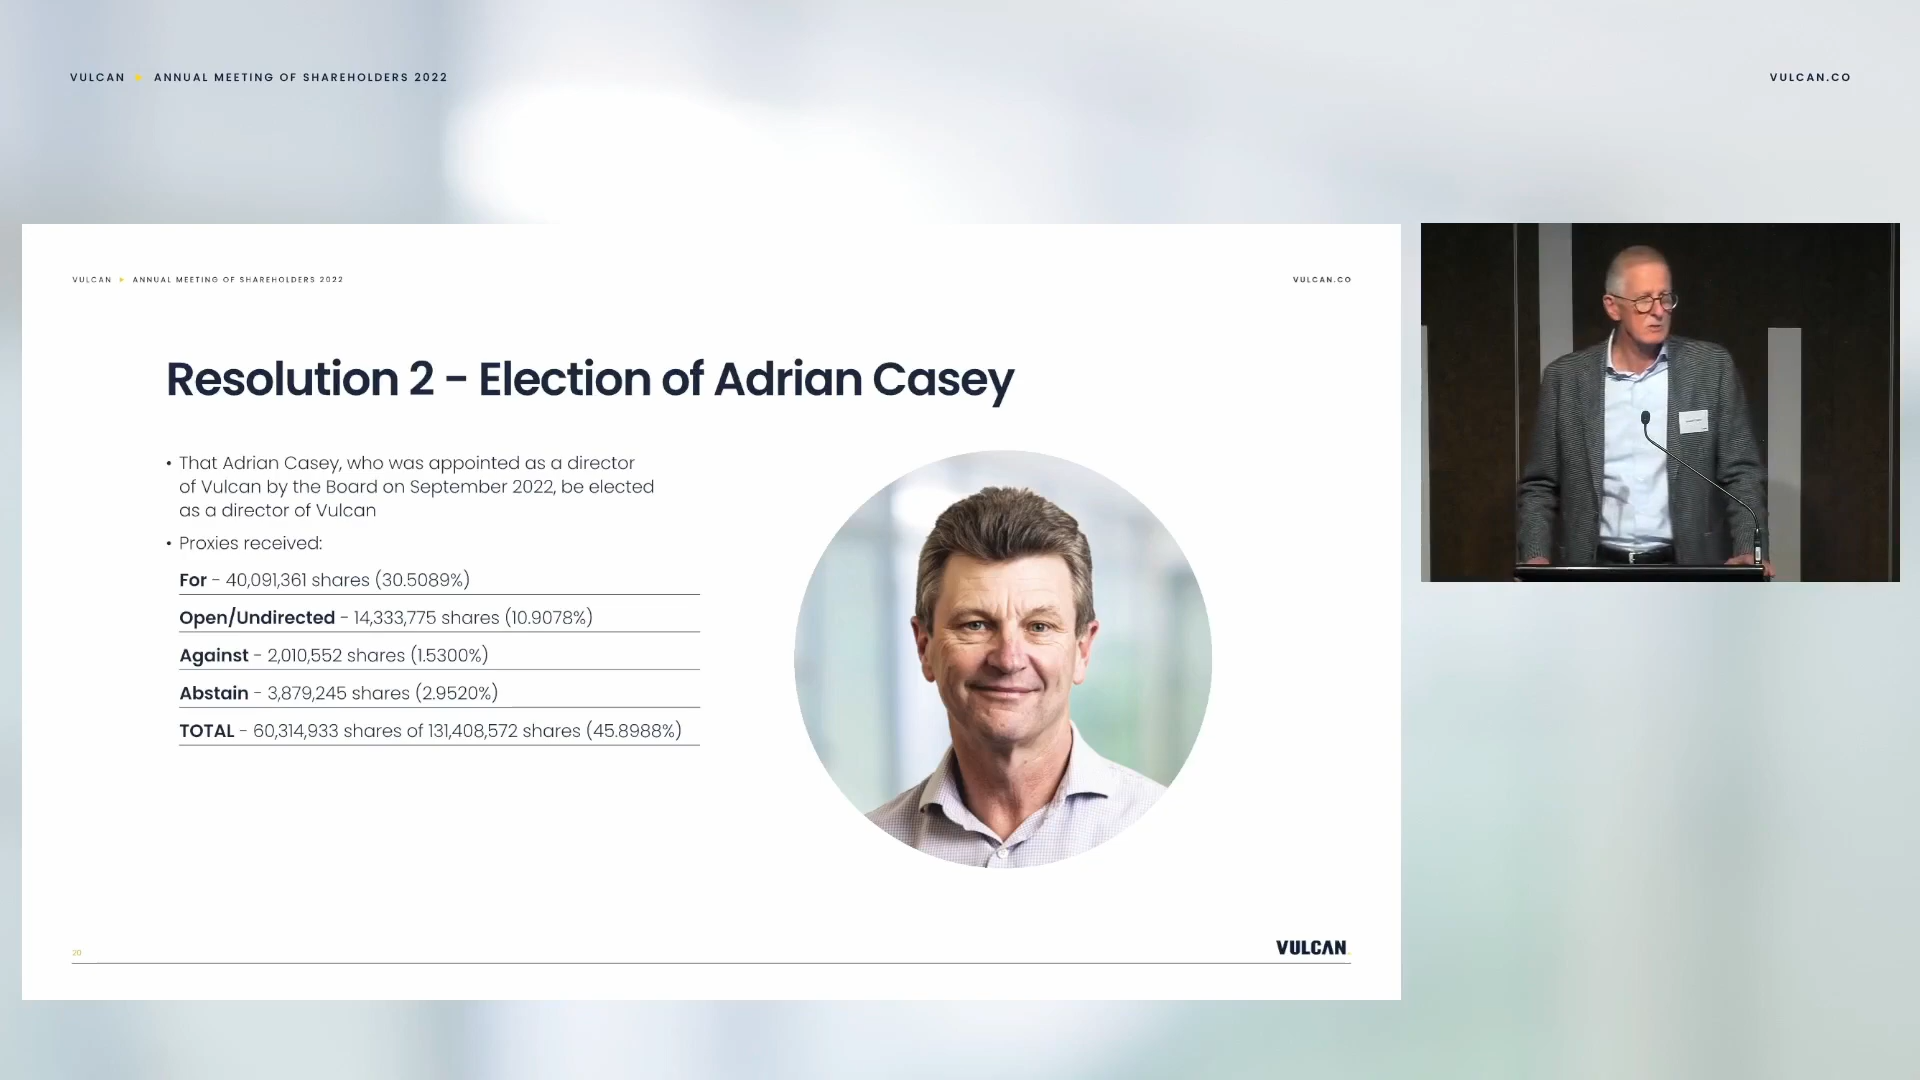 VULCAN ANNUAL MEETING OF SHAREHOLDERS 2022
VULCAN.CO
VULCAN ANNUAL MEETING OF SHAREHOLDERS 2022
VULCAN.CO
Resolution 2 - Election of Adrian Casey
• That Adrian Casey, who was appointed as a director
of Vulcan by the Board on September 2022, be elected
as a director of Vulcan
• Proxies received:
For - 40,091,361 shares (30.5089%)
Open/Undirected - 14,333,775 shares (10.9078%)
Against - 2,010,552 shares (1.5300%)
Abstain - 3,879,245 shares (2.9520%)
TOTAL - 60,314,933 shares of 131,408,572 shares (45.8988%)
20
VULCAN